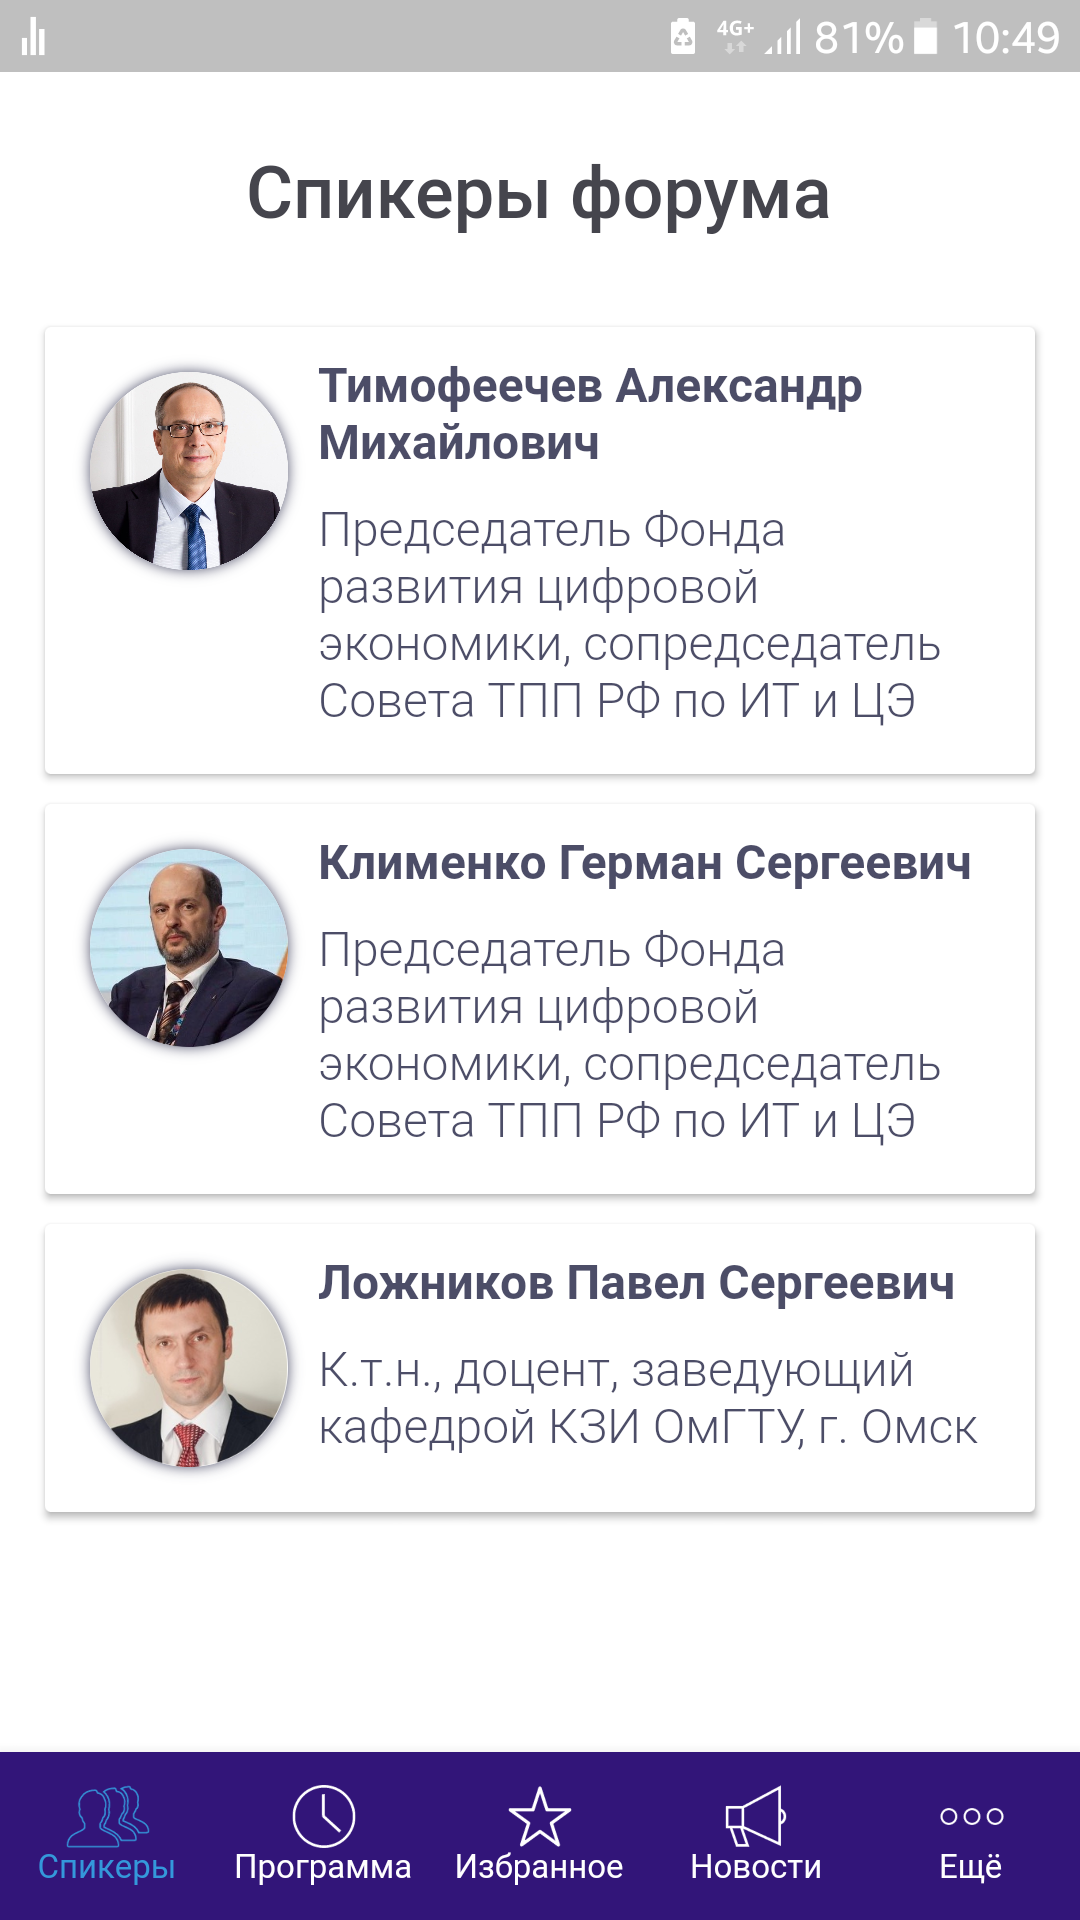 4G+ 81% 10:49
Спикеры форума
Тимофеечев Александр
Михайлович
Председатель Фонда
развития цифровой
экономики, сопредседатель
Совета ТПП РФ по ИТ и ЦЭ
Клименко Герман Сергеевич
Председатель Фонда
развития цифровой
экономики, сопредседатель
Совета ТПП РФ по ИТ и ЦЭ
Ложников Павел Сергеевич
К.т.н., доцент, заведующий
кафедрой КЗИ ОмГТУ, г. Омск
Спикеры Программа Избранное Новости Ещё